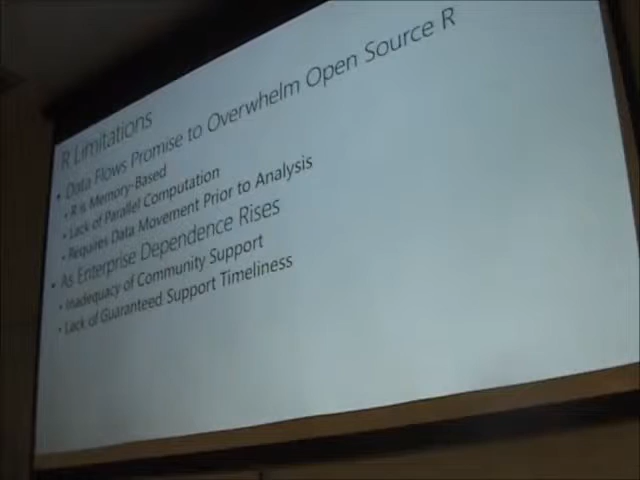 R Limitations
• Data Flows Promise to Overwhelm Open Source R
• R is Memory-Based
• Lack of Parallel Computation
• Requires Data Movement Prior to Analysis
• As Enterprise Dependence Rises
• Inadequacy of Community Support
• Lack of Guaranteed Support Timeliness